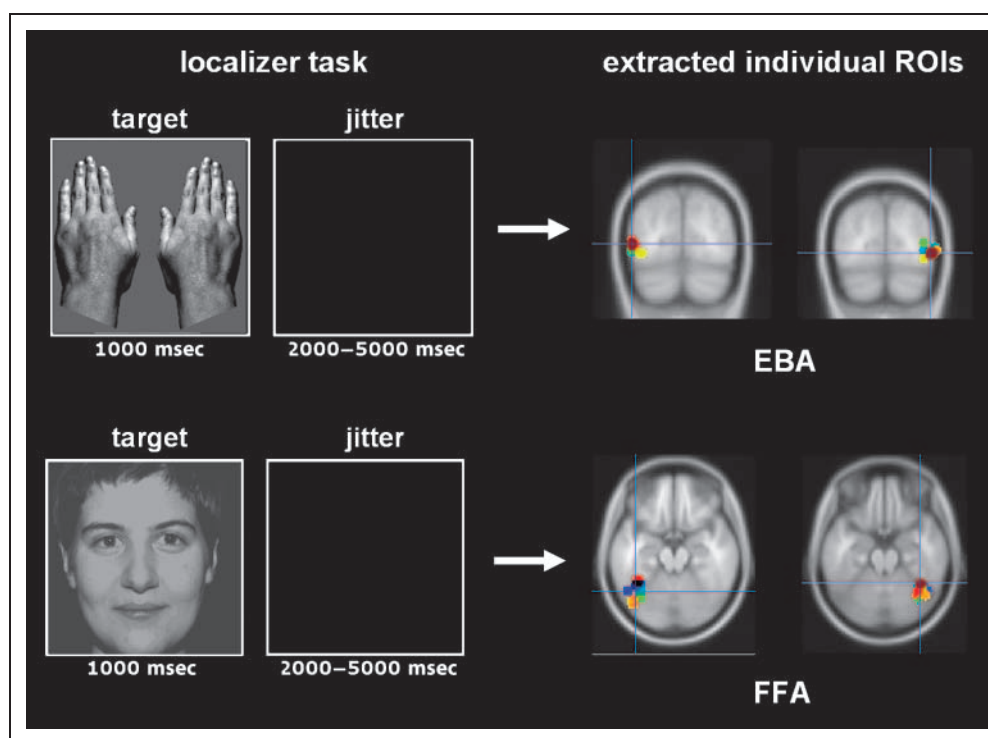 localizer task
extracted individual ROIs
target
jitter
1000 msec
2000–5000 msec
EBA
target
jitter
1000 msec
2000–5000 msec
FFA